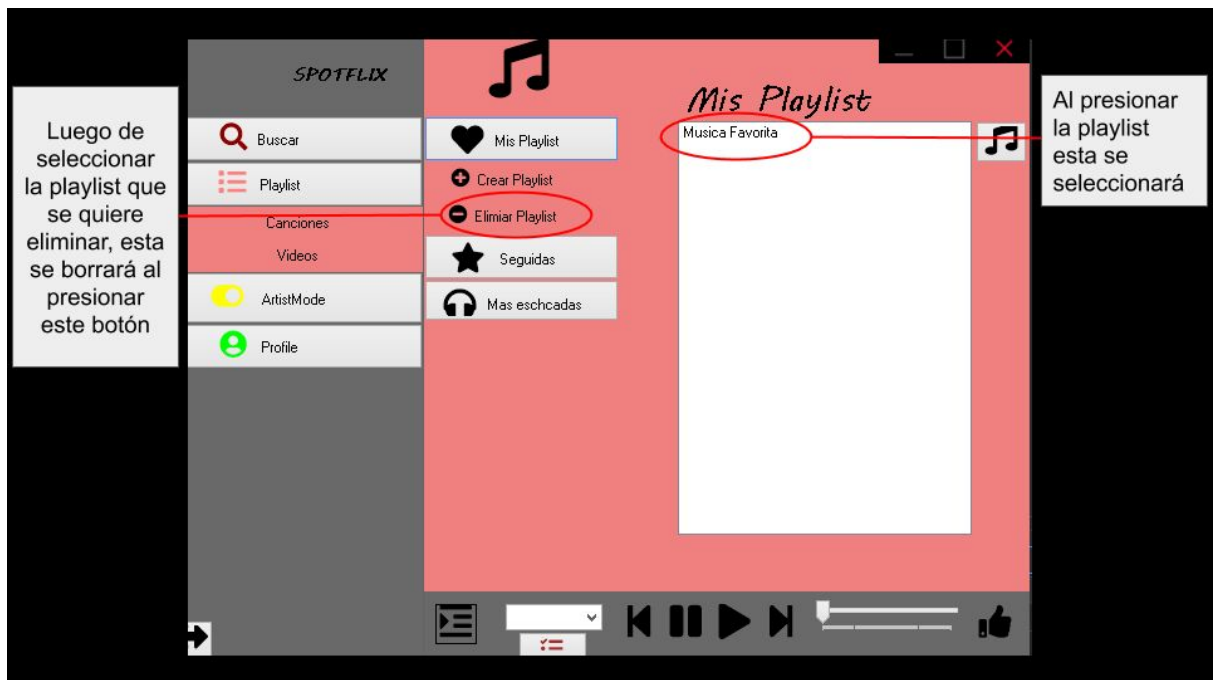 SPOTFLIX
Mis Playlist
Luego de
seleccionar
la playlist que
se quiere
eliminar, esta
se borrará al
presionar
este botón
Buscar
Playlist
Canciones
Videos
ArtistMode
Profile
Mis Playlist
Crear Playlist
Elimiar Playlist
Seguidas
Mas eschcadas
Musica Favorita
Al presionar
la playlist
esta se
seleccionará